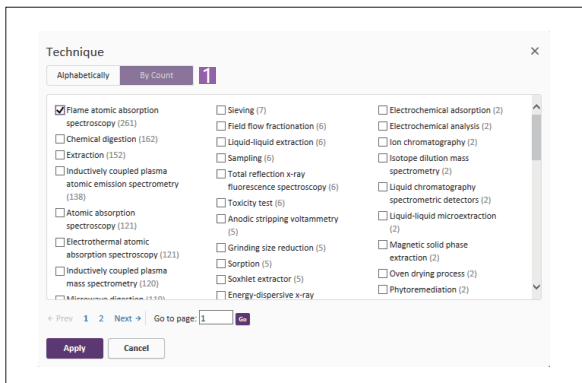 Technique
Alphabetically
By Count
1
Flame atomic absorption
spectroscopy (261)
Chemical digestion (162)
Extraction (152)
Inductively coupled plasma
atomic emission spectrometry
(138)
Atomic absorption
spectroscopy (121)
Electrothermal atomic
absorption spectroscopy (121)
Inductively coupled plasma
mass spectrometry (120)
Microwave digestion (119)
Sieving (7)
Field flow fractionation (6)
Liquid-liquid extraction (6)
Sampling (6)
Total reflection x-ray
fluorescence spectroscopy (6)
Toxicity test (6)
Anodic stripping voltammetry
(5)
Grinding size reduction (5)
Sorption (5)
Soxhlet extractor (5)
Energy-dispersive x-ray
Electrochemical adsorption (2)
Electrochemical analysis (2)
Ion chromatography (2)
Isotope dilution mass
spectrometry (2)
Liquid chromatography
spectrometric detectors (2)
Liquid-liquid microextraction
(2)
Magnetic solid phase
extraction (2)
Oven drying process (2)
Phytoremediation (2)
← Prev 1 2 Next → Go to page: 1 Go
Apply
Cancel